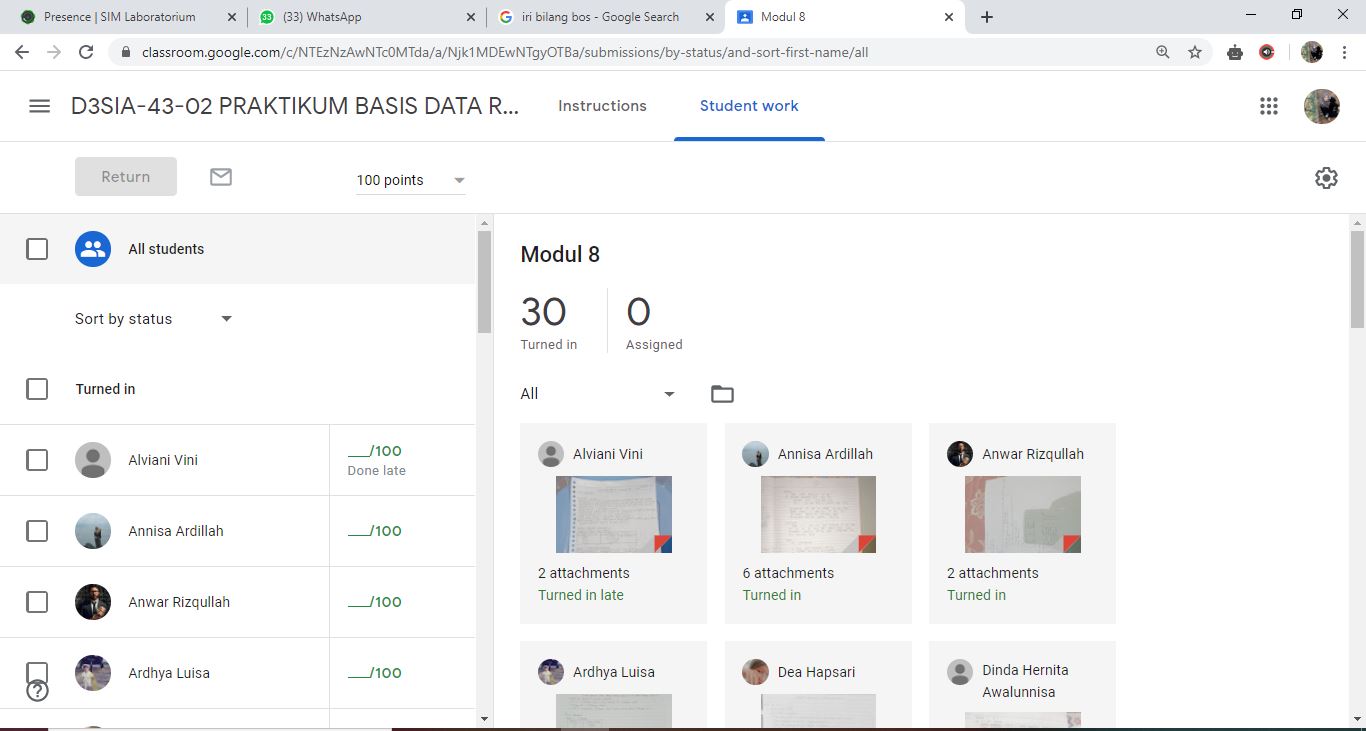 Presence | SIM Laboratorium
(33) WhatsApp
iri bilang bos - Google Search
Modul 8
classroom.google.com/c/NTEzNzAwNTc0MTda/a/Njk1MDEwNTgyOTBa/submissions/by-status/and-sort-first-name/all
D3SIA-43-02 PRAKTIKUM BASIS DATA R...
Instructions
Student work
Return
100 points
All students
Sort by status
Turned in
Alviani Vini
___/100
Done late
Annisa Ardillah
___/100
Anwar Rizqullah
___/100
Ardhya Luisa
___/100
Modul 8
30
Turned in
0
Assigned
All
Alviani Vini
2 attachments
Turned in late
Annisa Ardillah
6 attachments
Turned in
Anwar Rizqullah
2 attachments
Turned in
Ardhya Luisa
Dea Hapsari
Dinda Hernita
Awalunnisa